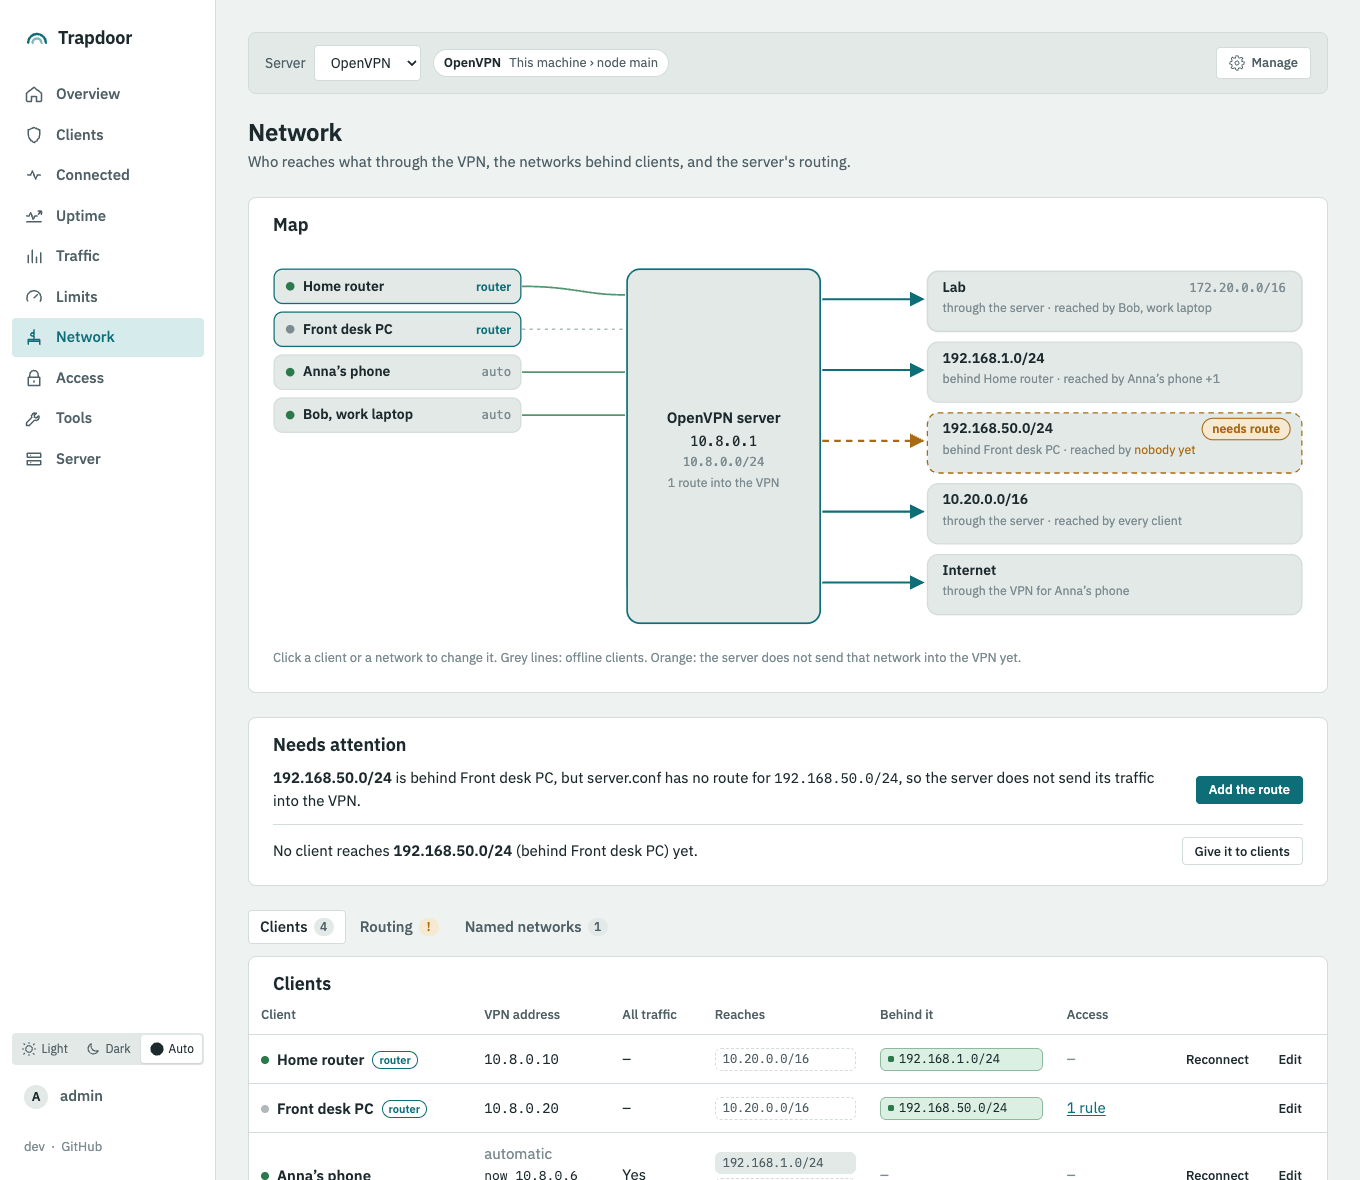 Trapdoor
Overview
Clients
Connected
Uptime
Traffic
Limits
Network
Access
Tools
Server
Light Dark Auto
A admin
dev · GitHub
Server OpenVPN OpenVPN This machine › node main Manage
Network
Who reaches what through the VPN, the networks behind clients, and the server's routing.
Map
Home router router
Front desk PC router
Anna’s phone auto
Bob, work laptop auto
OpenVPN server
10.8.0.1
10.8.0.0/24
1 route into the VPN
Lab 172.20.0.0/16
through the server · reached by Bob, work laptop
192.168.1.0/24
behind Home router · reached by Anna’s phone +1
192.168.50.0/24 needs route
behind Front desk PC · reached by nobody yet
10.20.0.0/16
through the server · reached by every client
Internet
through the VPN for Anna’s phone
Click a client or a network to change it. Grey lines: offline clients. Orange: the server does not send that network into the VPN yet.
Needs attention
192.168.50.0/24 is behind Front desk PC, but server.conf has no route for 192.168.50.0/24, so the server does not send its traffic
into the VPN.
Add the route
No client reaches 192.168.50.0/24 (behind Front desk PC) yet.
Give it to clients
Clients 4 Routing ! Named networks 1
Clients
Client VPN address All traffic Reaches Behind it Access
Home router router 10.8.0.10 – 10.20.0.0/16 192.168.1.0/24 – Reconnect Edit
Front desk PC router 10.8.0.20 – 10.20.0.0/16 192.168.50.0/24 1 rule Edit
automatic
Anna’s phone now 10.8.0.6 Yes 192.168.1.0/24 – – Reconnect Edit